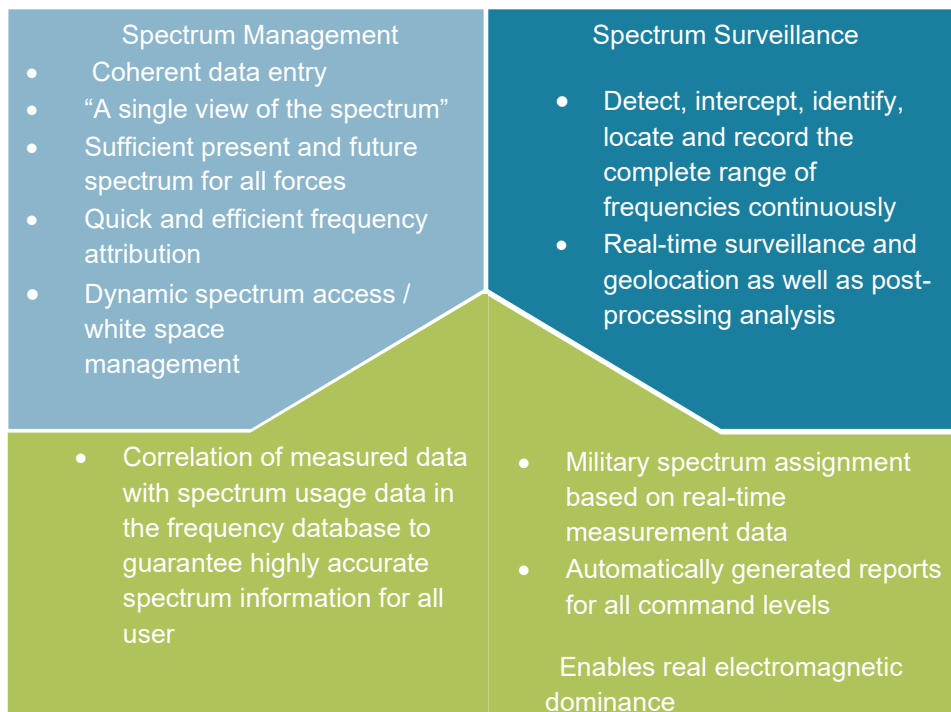 Spectrum Management
• Coherent data entry
• “A single view of the spectrum”
• Sufficient present and future
spectrum for all forces
• Quick and efficient frequency
attribution
• Dynamic spectrum access /
white space
management
Spectrum Surveillance
• Detect, intercept, identify,
locate and record the
complete range of
frequencies continuously
• Real-time surveillance and
geolocation as well as post-
processing analysis
• Correlation of measured data
with spectrum usage data in
the frequency database to
guarantee highly accurate
spectrum information for all
user
• Military spectrum assignment
based on real-time
measurement data
• Automatically generated reports
for all command levels
Enables real electromagnetic
dominance